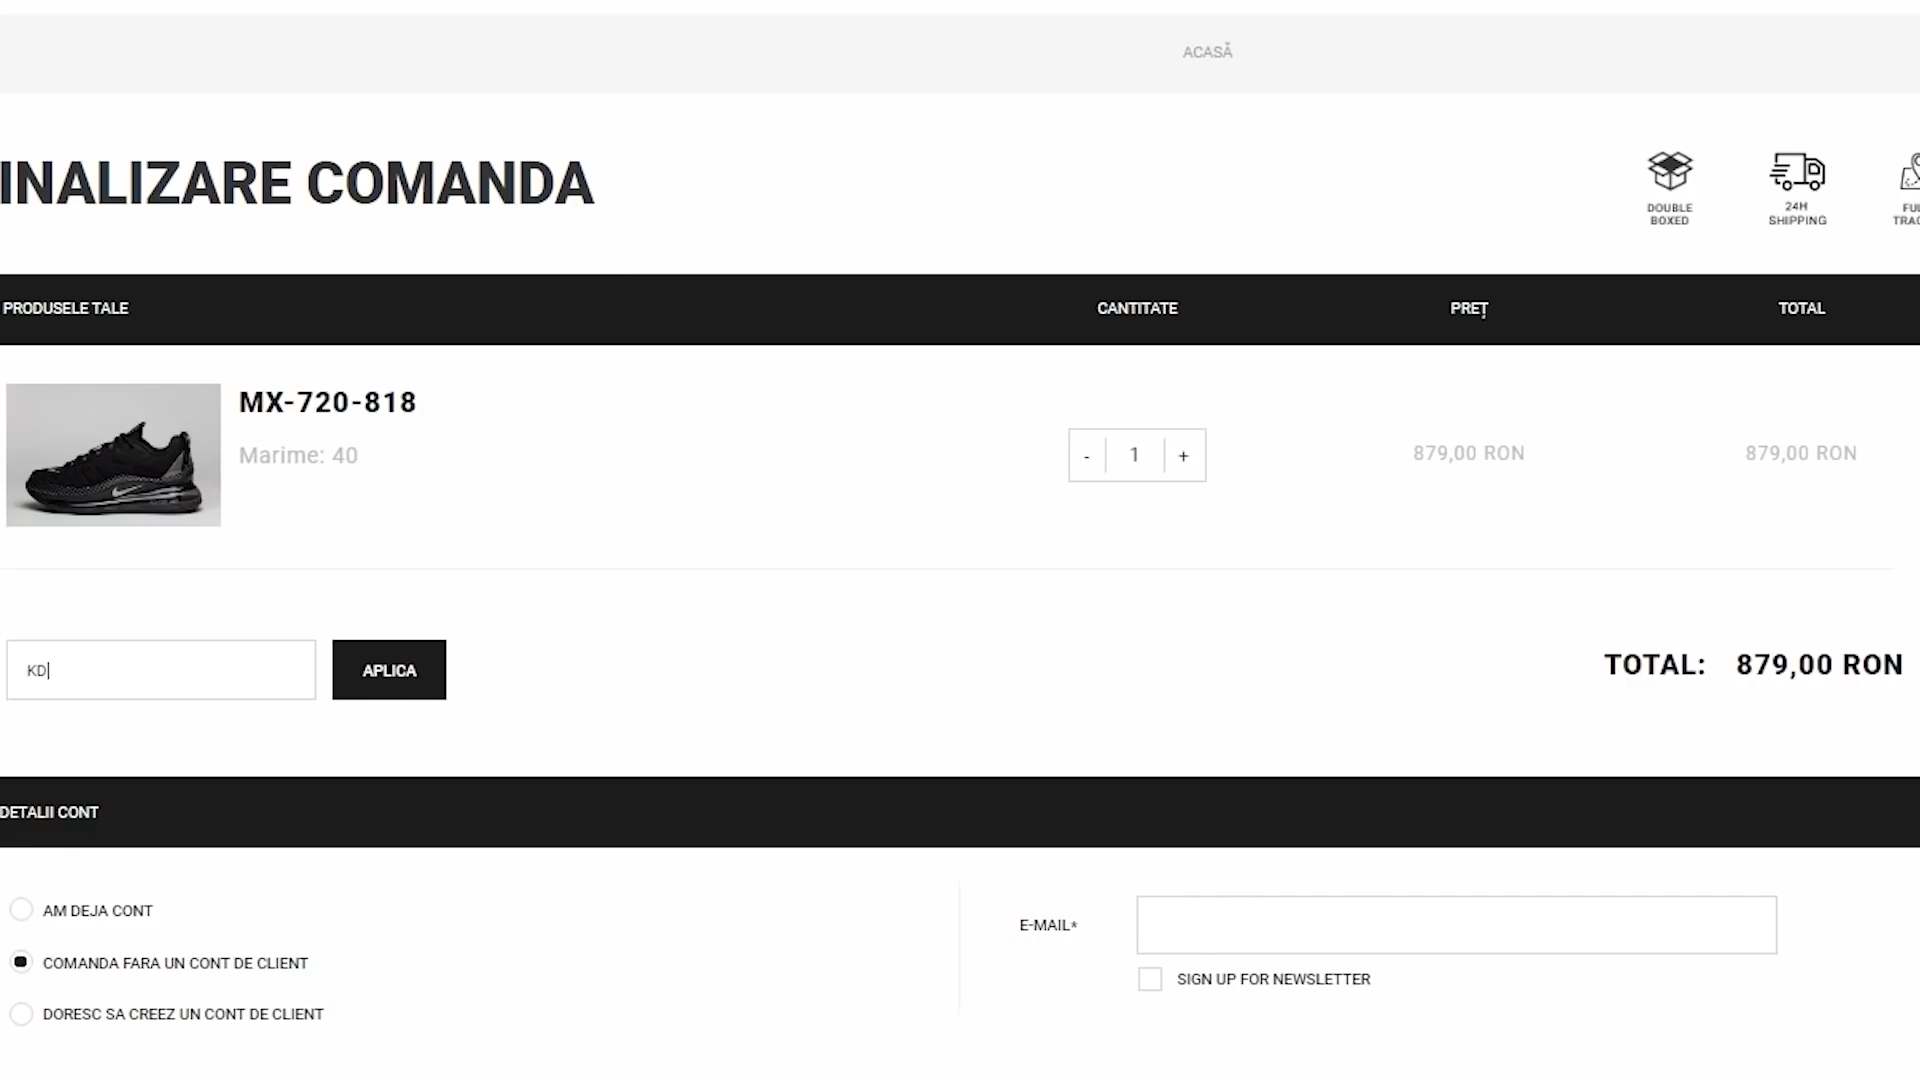 ACASĂ
INALIZARE COMANDA
DOUBLE
BOXED
24H
SHIPPING
PRODUSELE TALE
CANTITATE
PREȚ
TOTAL
MX-720-818
Marime: 40
- 1 +
879,00 RON
879,00 RON
KD
APLICA
TOTAL: 879,00 RON
DETALII CONT
AM DEJA CONT
COMANDA FARA UN CONT DE CLIENT
DORESC SA CREEZ UN CONT DE CLIENT
E-MAIL*
SIGN UP FOR NEWSLETTER